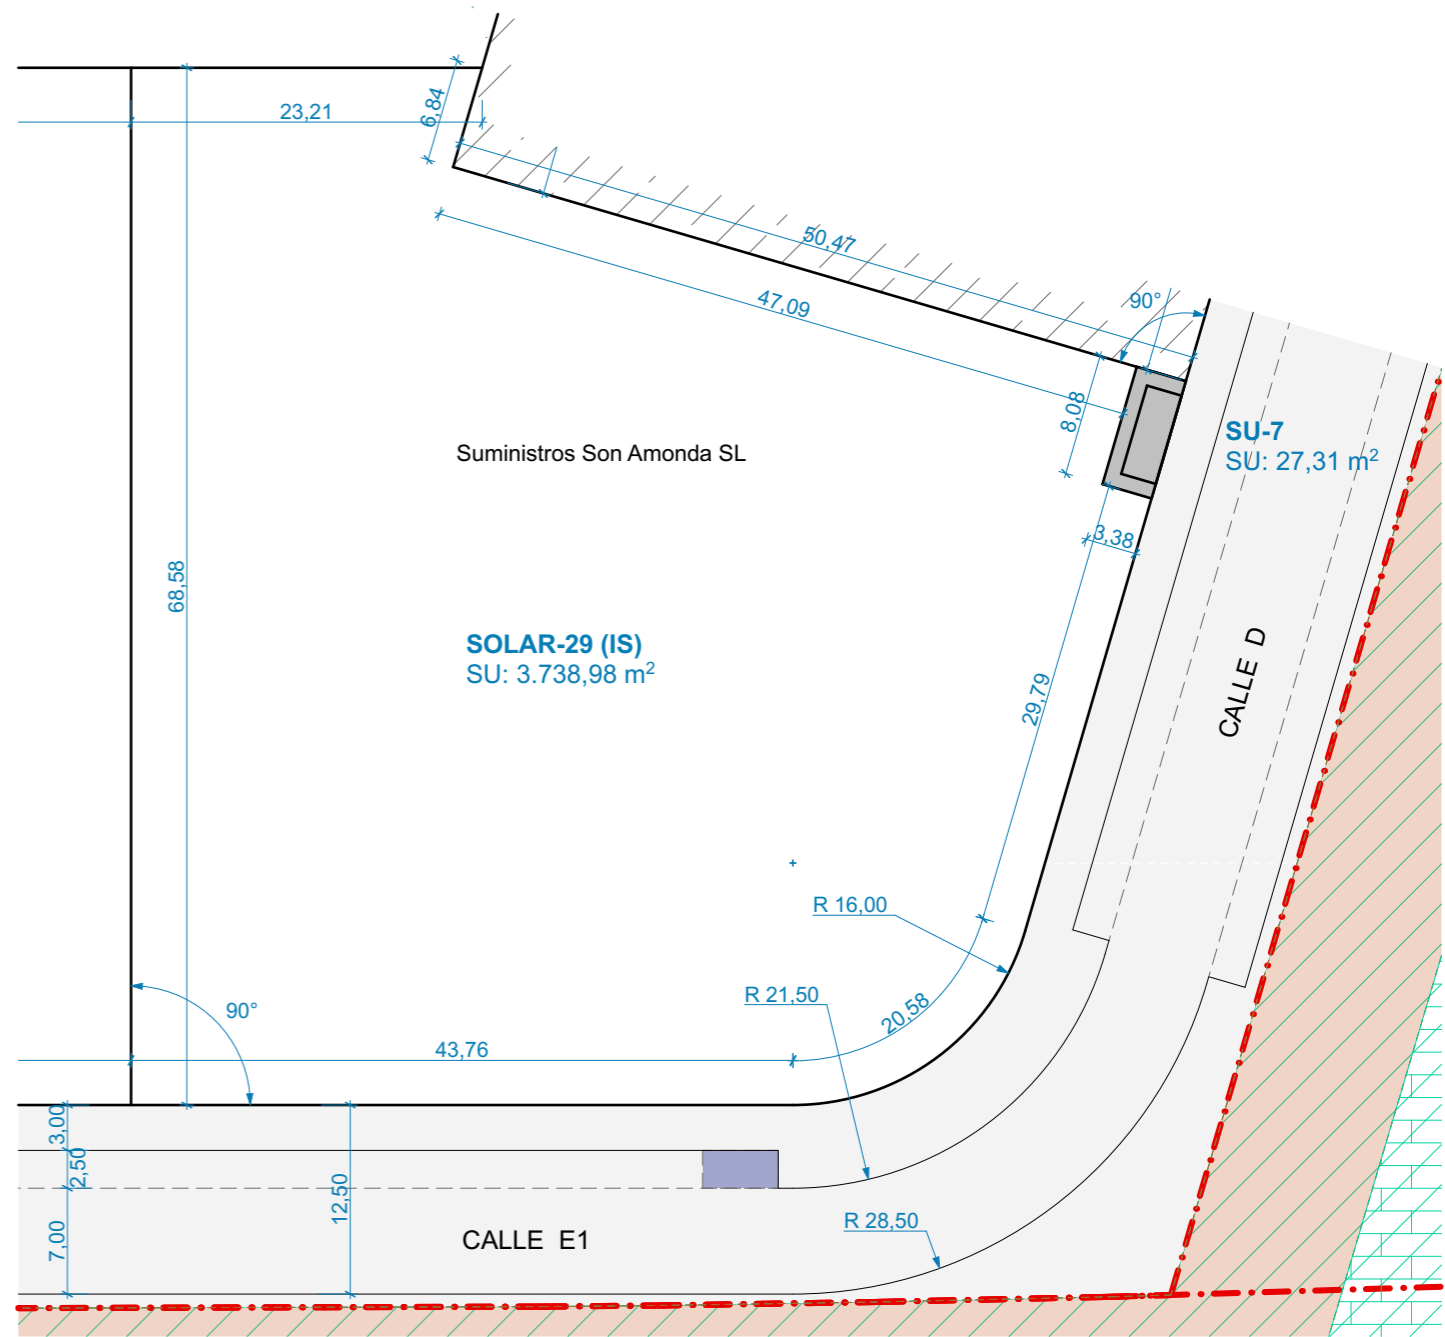 23,21
6,84
50,47
47,09
90°
8,08
SU-7
SU: 27,31 m²
Suministros Son Amonda SL
3,38
68,58
SOLAR-29 (IS)
SU: 3.738,98 m²
29,79
CALLE D
R 16,00
R 21,50
20,58
90°
43,76
3,00
2,50
12,50
7,00
R 28,50
CALLE E1